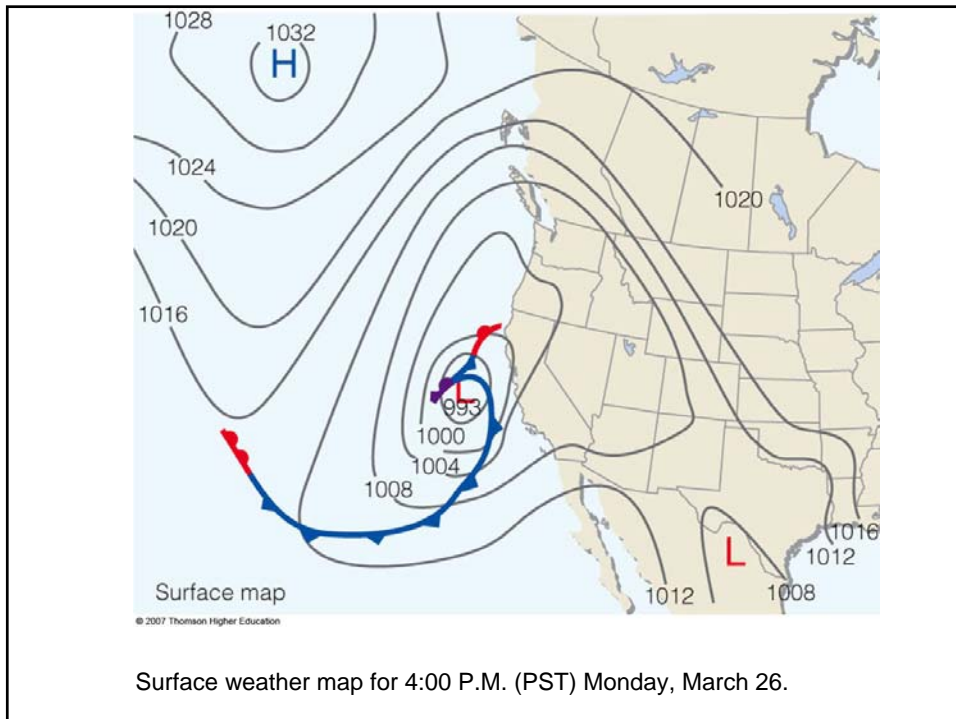 1028
1032
H
1024
1020
1020
1016
L
993
1000
1004
1008
L
1016
1012
1012
1008
Surface map
© 2007 Thomson Higher Education
Surface weather map for 4:00 P.M. (PST) Monday, March 26.